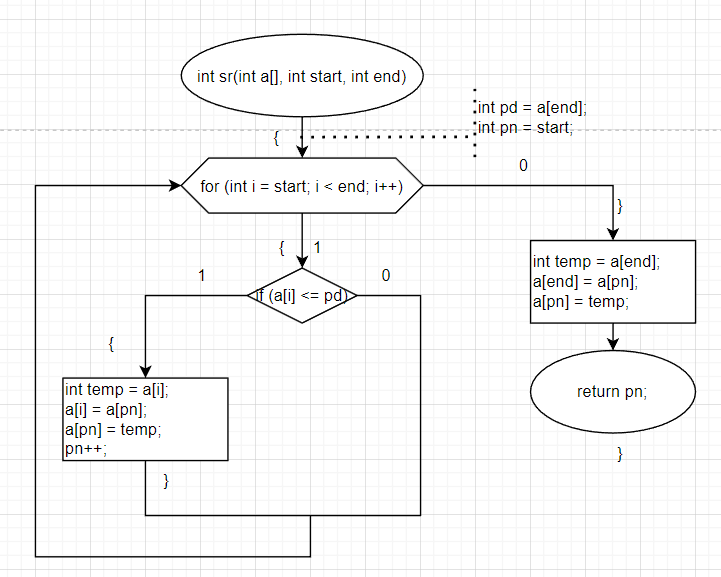 int sr(int a[], int start, int end)
int pd = a[end];
int pn = start;
{
for (int i = start; i < end; i++)
0
}
{
1
1
if (a[i] <= pd)
0
int temp = a[end];
a[end] = a[pn];
a[pn] = temp;
{
int temp = a[i];
a[i] = a[pn];
a[pn] = temp;
pn++;
return pn;
}
}